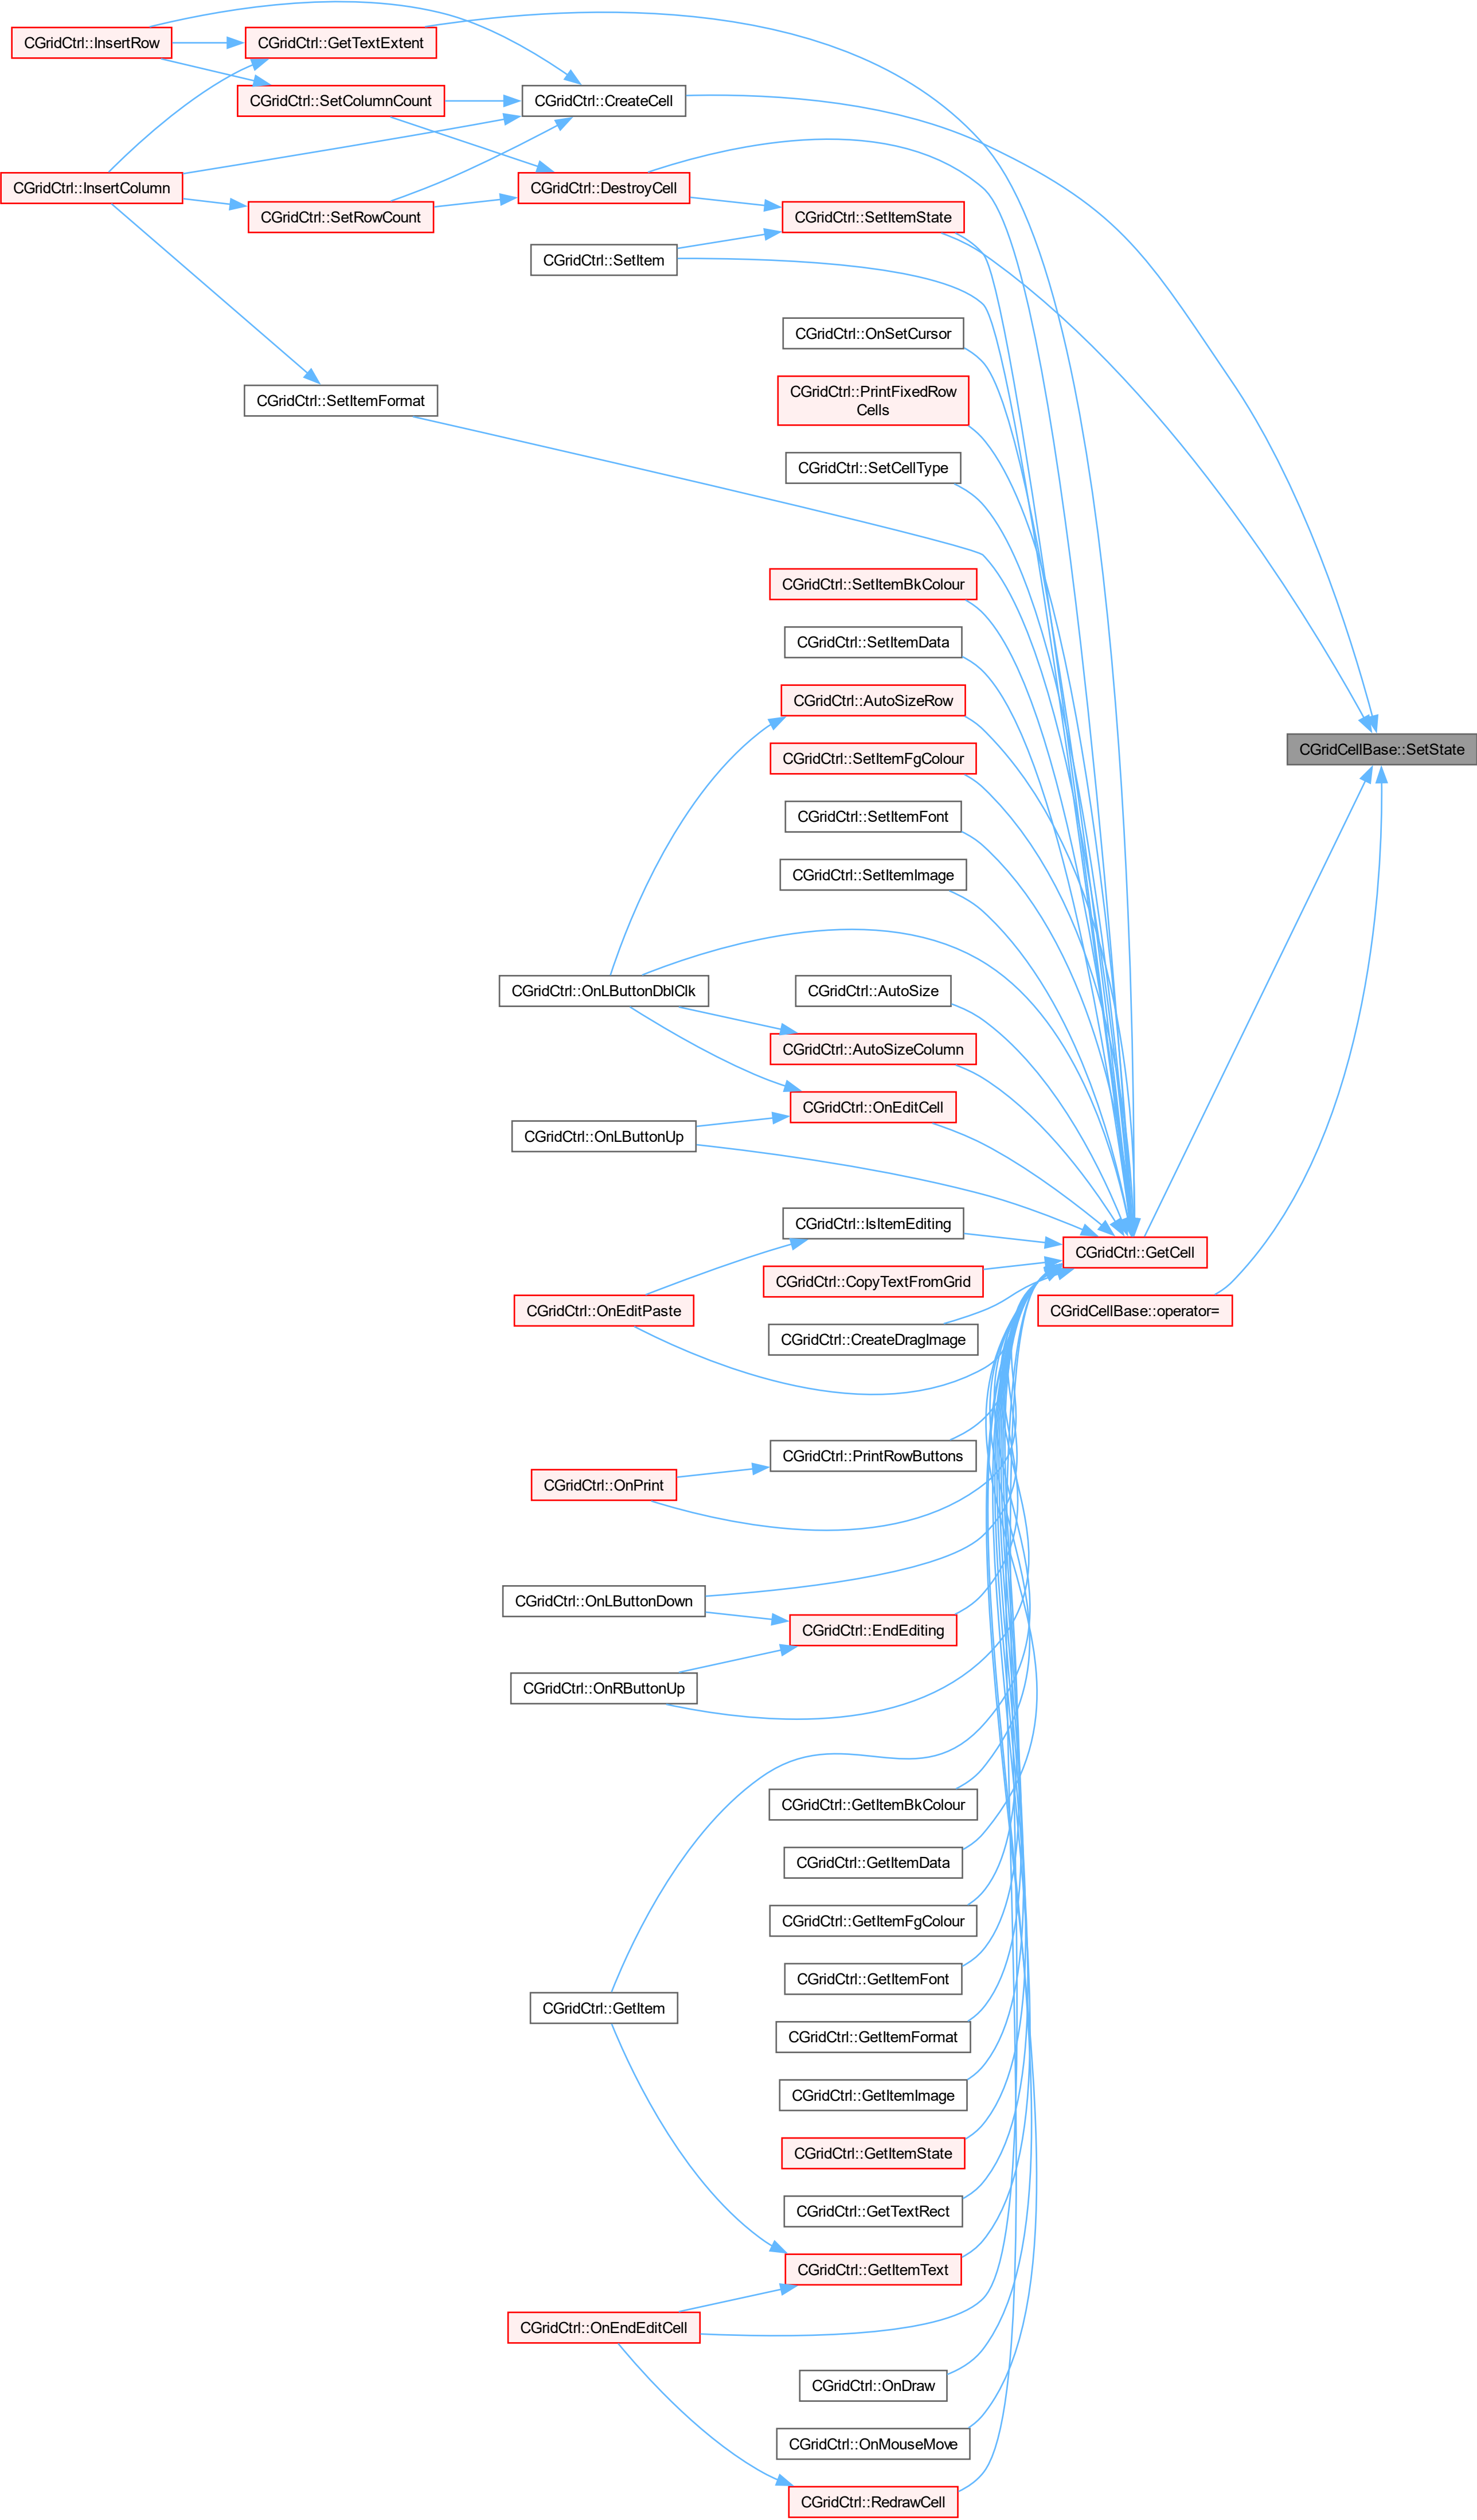 CGridCtrl::InsertRow
CGridCtrl::GetTextExtent
CGridCtrl::SetColumnCount
CGridCtrl::CreateCell
CGridCtrl::InsertColumn
CGridCtrl::DestroyCell
CGridCtrl::SetRowCount
CGridCtrl::SetItemState
CGridCtrl::SetItem
CGridCtrl::OnSetCursor
CGridCtrl::PrintFixedRow
Cells
CGridCtrl::SetItemFormat
CGridCtrl::SetCellType
CGridCtrl::SetItemBkColour
CGridCtrl::SetItemData
CGridCtrl::AutoSizeRow
CGridCellBase::SetState
CGridCtrl::SetItemFgColour
CGridCtrl::SetItemFont
CGridCtrl::SetItemImage
CGridCtrl::OnLButtonDblClk
CGridCtrl::AutoSize
CGridCtrl::AutoSizeColumn
CGridCtrl::OnEditCell
CGridCtrl::OnLButtonUp
CGridCtrl::IsItemEditing
CGridCtrl::GetCell
CGridCtrl::CopyTextFromGrid
CGridCtrl::OnEditPaste
CGridCellBase::operator=
CGridCtrl::CreateDragImage
CGridCtrl::PrintRowButtons
CGridCtrl::OnPrint
CGridCtrl::OnLButtonDown
CGridCtrl::EndEditing
CGridCtrl::OnRButtonUp
CGridCtrl::GetItemBkColour
CGridCtrl::GetItemData
CGridCtrl::GetItemFgColour
CGridCtrl::GetItemFont
CGridCtrl::GetItem
CGridCtrl::GetItemFormat
CGridCtrl::GetItemImage
CGridCtrl::GetItemState
CGridCtrl::GetTextRect
CGridCtrl::GetItemText
CGridCtrl::OnEndEditCell
CGridCtrl::OnDraw
CGridCtrl::OnMouseMove
CGridCtrl::RedrawCell